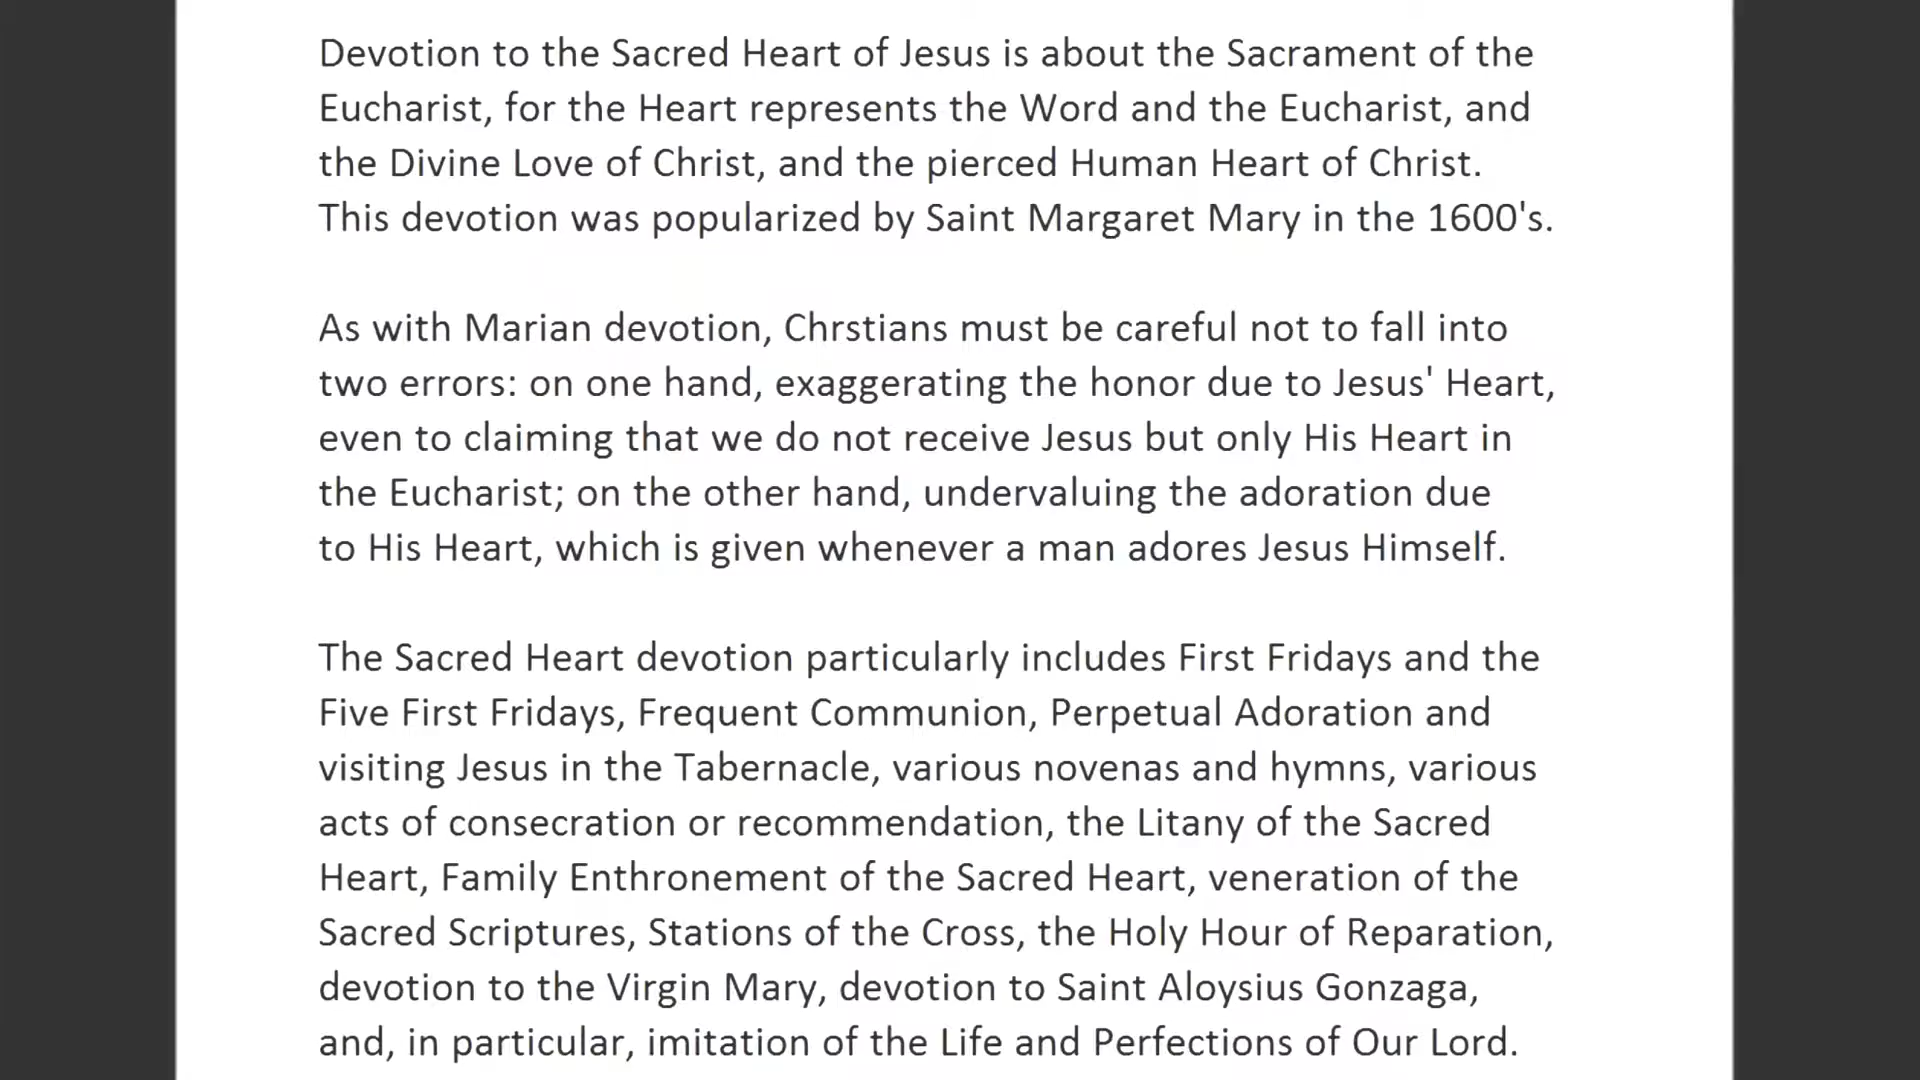 Devotion to the Sacred Heart of Jesus is about the Sacrament of the
Eucharist, for the Heart represents the Word and the Eucharist, and
the Divine Love of Christ, and the pierced Human Heart of Christ.
This devotion was popularized by Saint Margaret Mary in the 1600's.
As with Marian devotion, Chrstians must be careful not to fall into
two errors: on one hand, exaggerating the honor due to Jesus' Heart,
even to claiming that we do not receive Jesus but only His Heart in
the Eucharist; on the other hand, undervaluing the adoration due
to His Heart, which is given whenever a man adores Jesus Himself.
The Sacred Heart devotion particularly includes First Fridays and the
Five First Fridays, Frequent Communion, Perpetual Adoration and
visiting Jesus in the Tabernacle, various novenas and hymns, various
acts of consecration or recommendation, the Litany of the Sacred
Heart, Family Enthronement of the Sacred Heart, veneration of the
Sacred Scriptures, Stations of the Cross, the Holy Hour of Reparation,
devotion to the Virgin Mary, devotion to Saint Aloysius Gonzaga,
and, in particular, imitation of the Life and Perfections of Our Lord.